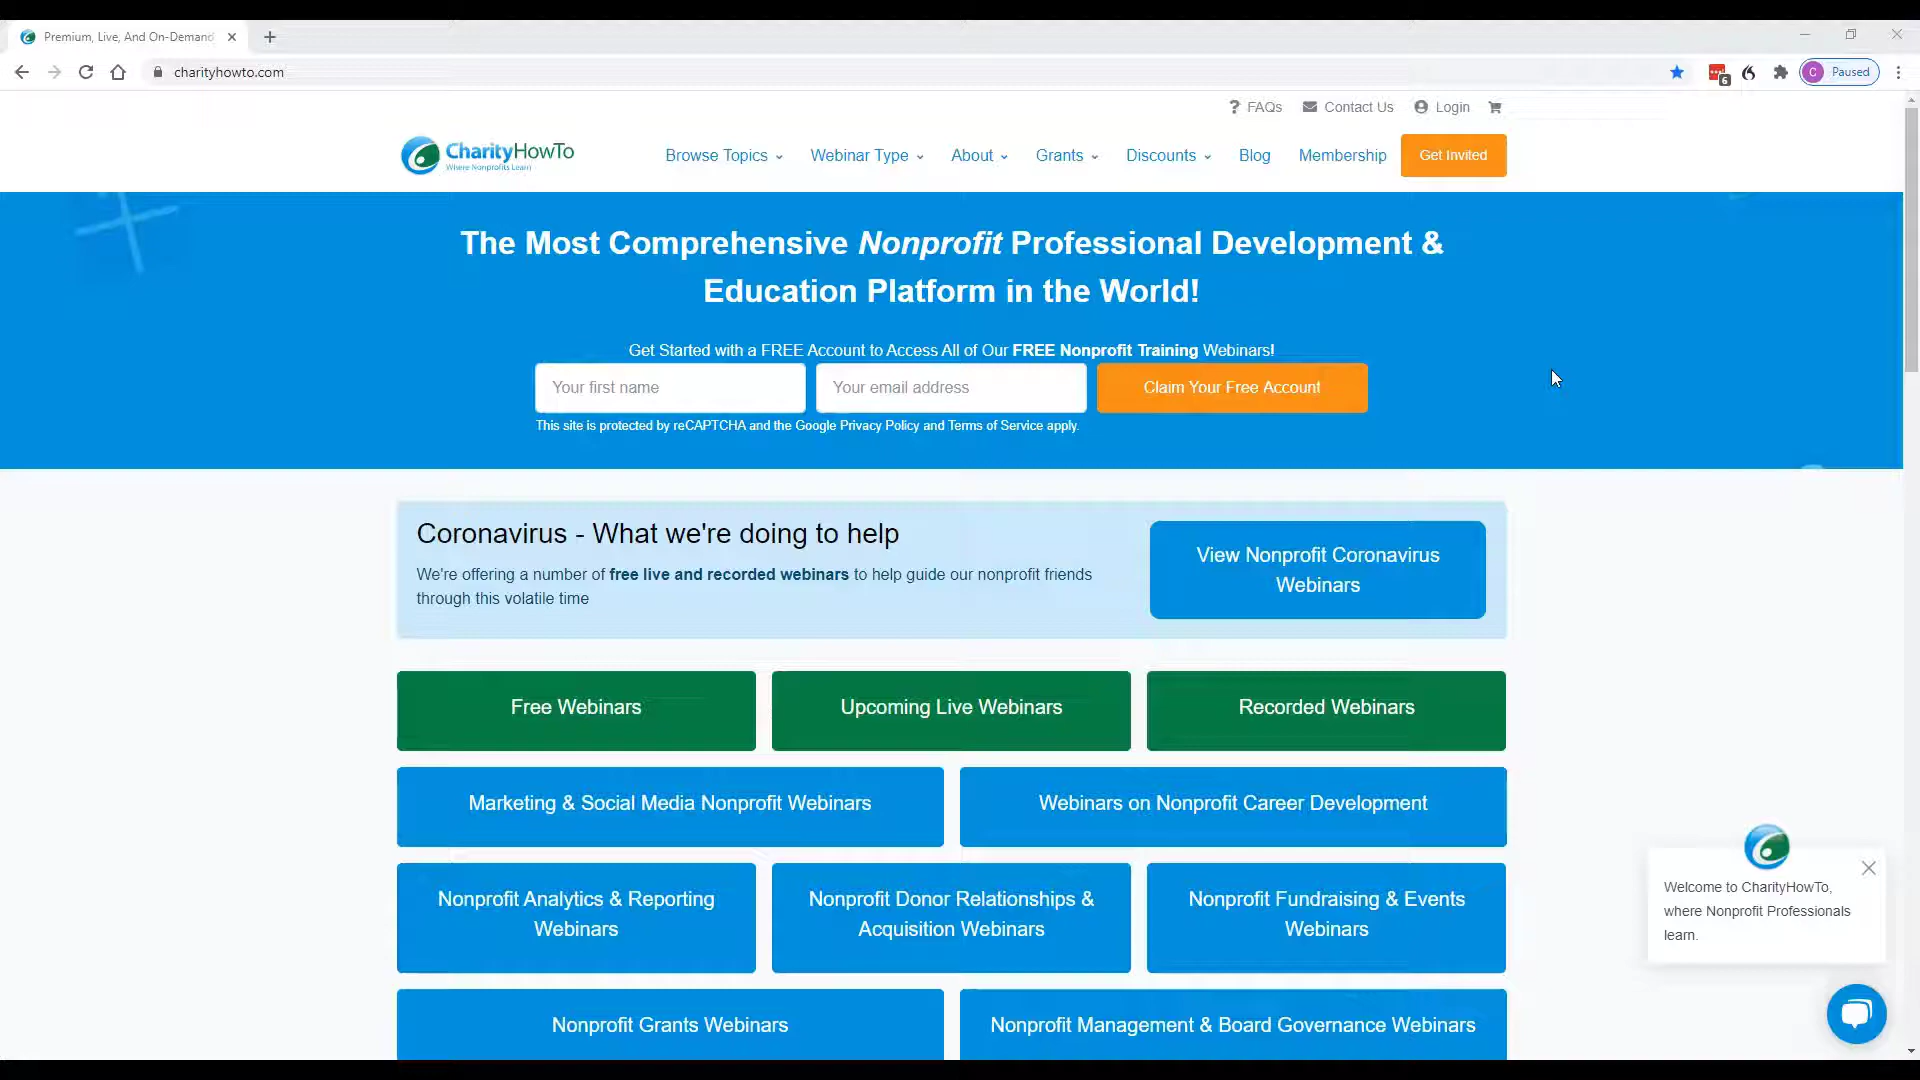 Premium, Live, And On-Demand
charityhowto.com
6
C Paused
FAQs Contact Us Login
CharityHowTo
Where Nonprofits Learn
Browse Topics Webinar Type About Grants Discounts Blog Membership Get Invited
The Most Comprehensive Nonprofit Professional Development &
Education Platform in the World!
Get Started with a FREE Account to Access All of Our FREE Nonprofit Training Webinars!
Your first name Your email address Claim Your Free Account
This site is protected by reCAPTCHA and the Google Privacy Policy and Terms of Service apply.
Coronavirus - What we're doing to help
We're offering a number of free live and recorded webinars to help guide our nonprofit friends
through this volatile time
View Nonprofit Coronavirus
Webinars
Free Webinars Upcoming Live Webinars Recorded Webinars
Marketing & Social Media Nonprofit Webinars Webinars on Nonprofit Career Development
Nonprofit Analytics & Reporting
Webinars
Nonprofit Donor Relationships &
Acquisition Webinars
Nonprofit Fundraising & Events
Webinars
Nonprofit Grants Webinars Nonprofit Management & Board Governance Webinars
Welcome to CharityHowTo,
where Nonprofit Professionals
learn.